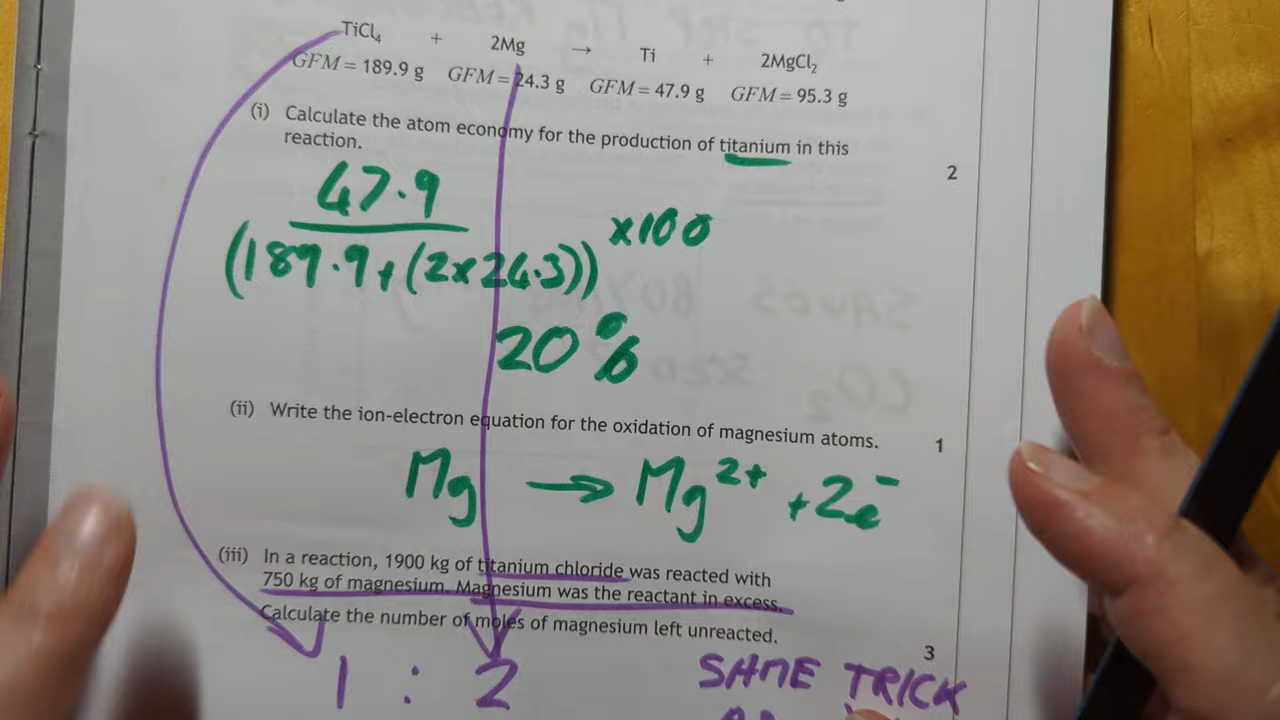 TiCl₄ + 2Mg → Ti + 2MgCl₂
GFM = 189.9 g GFM = 24.3 g GFM = 47.9 g GFM = 95.3 g
(i) Calculate the atom economy for the production of titanium in this
reaction.
2
47.9
(189.9 + (2x24.3)) x100
20%
(ii) Write the ion-electron equation for the oxidation of magnesium atoms.
1
Mg → Mg²⁺ + 2e⁻
(iii) In a reaction, 1900 kg of titanium chloride was reacted with
750 kg of magnesium. Magnesium was the reactant in excess.
Calculate the number of moles of magnesium left unreacted.
3
1 : 2
SAME TRICK